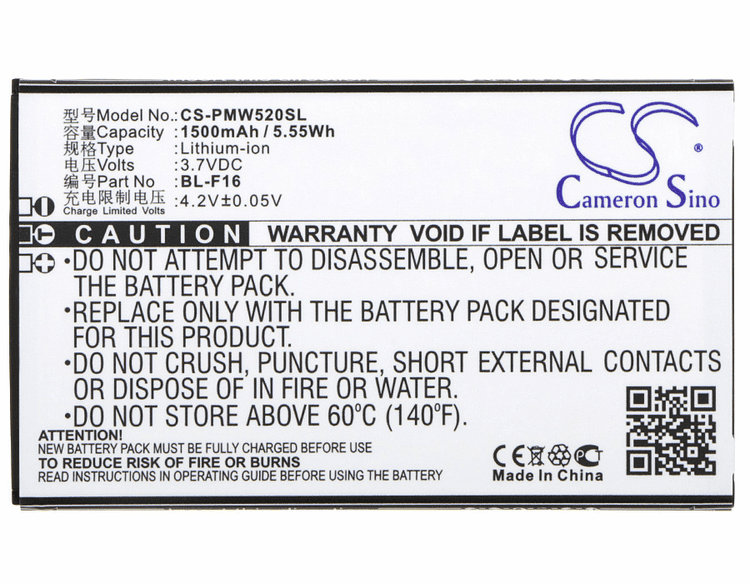 型号Model No.:CS-PMW520SL
容量Capacity :1500mAh / 5.55Wh
规格Type :Lithium-ion
电压Volts :3.7VDC
编号Part No :BL-F16
充电限制电压:4.2V±0.05V
Charge Limited Volts
CS
®
Cameron Sino
CAUTION WARRANTY VOID IF LABEL IS REMOVED
•DO NOT ATTEMPT TO DISASSEMBLE, OPEN OR SERVICE
THE BATTERY PACK.
•REPLACE ONLY WITH THE BATTERY PACK DESIGNATED
FOR THIS PRODUCT.
•DO NOT CRUSH, PUNCTURE, SHORT EXTERNAL CONTACTS
OR DISPOSE OF IN FIRE OR WATER.
•DO NOT STORE ABOVE 60°C (140°F).
ATTENTION:
NEW BATTERY PACK MUST BE FULLY CHARGED BEFORE USING
TO REDUCE RISK OF FIRE OR BURNS
READ INSTRUCTIONS IN OPERATING GUIDE BEFORE USING THE BATTERY
CE
Made In China